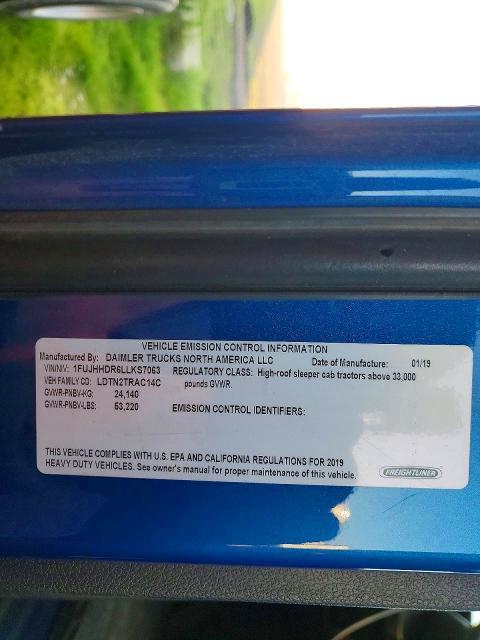 VEHICLE EMISSION CONTROL INFORMATION
Manufactured By: DAIMLER TRUCKS NORTH AMERICA LLC Date of Manufacture: 01/19
VIN/NIV: 1FUJHHDR6LLKS7063 REGULATORY CLASS: High-roof sleeper cab tractors above 33,000
VEH FAMILY CD: LDTN2TRAC14C pounds GVWR.
GVWR-PNBV-KG: 24,140
GVWR-PNBV-LBS: 53,220 EMISSION CONTROL IDENTIFIERS:
THIS VEHICLE COMPLIES WITH U.S. EPA AND CALIFORNIA REGULATIONS FOR 2019
HEAVY DUTY VEHICLES. See owner's manual for proper maintenance of this vehicle.
FREIGHTLINER